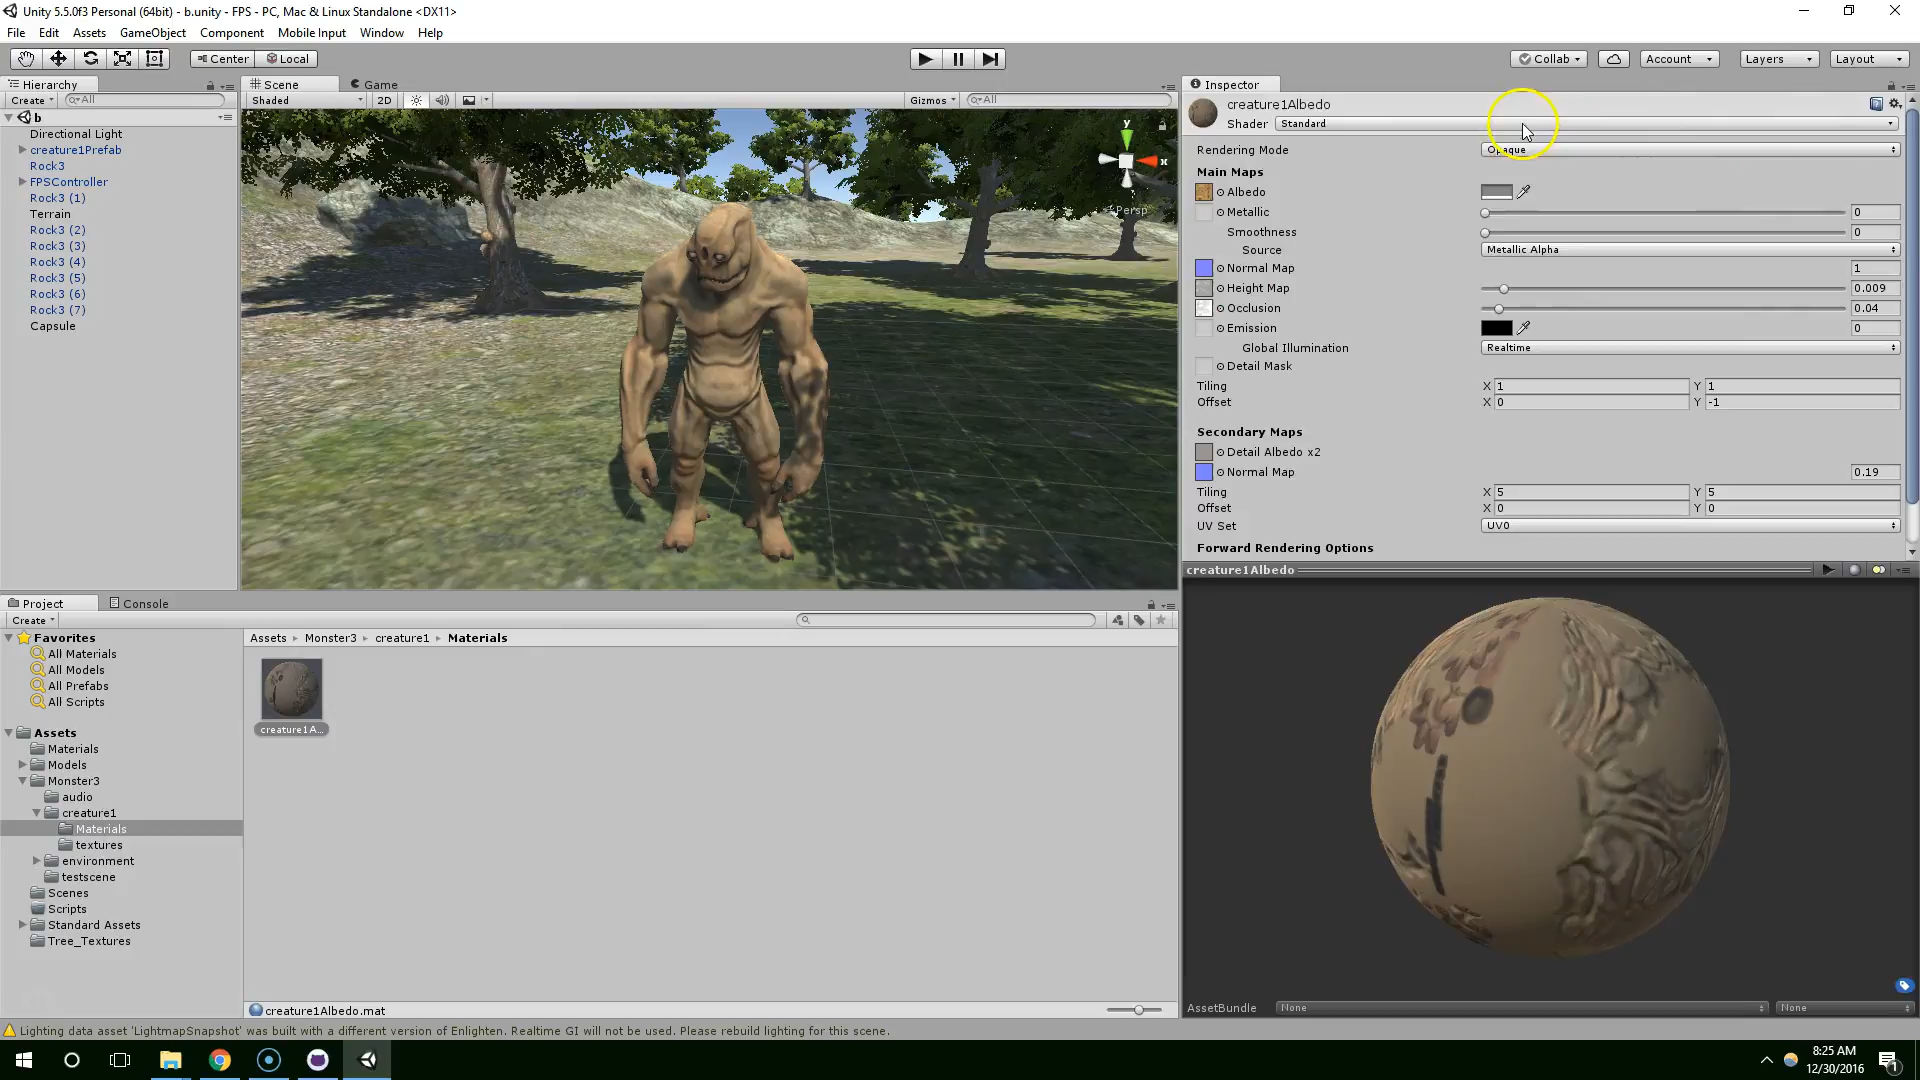 Unity 5.5.0f3 Personal (64bit) - b.unity - FPS - PC, Mac & Linux Standalone <DX11>
File Edit Assets GameObject Component Mobile Input Window Help
Center Local Collab Account Layers Layout
Hierarchy
Create All
b
Directional Light
creature1Prefab
Rock3
FPSController
Rock3 (1)
Terrain
Rock3 (2)
Rock3 (3)
Rock3 (4)
Rock3 (5)
Rock3 (6)
Rock3 (7)
Capsule
Scene Game
Shaded 2D Gizmos All
y
x
Persp
Inspector
creature1Albedo
Shader Standard
Rendering Mode Opaque
Main Maps
Albedo
Metallic 0
Smoothness 0
Source Metallic Alpha
Normal Map 1
Height Map 0.009
Occlusion 0.04
Emission 0
Global Illumination Realtime
Detail Mask
Tiling X 1 Y 1
Offset X 0 Y -1
Secondary Maps
Detail Albedo x2
Normal Map 0.19
Tiling X 5 Y 5
Offset X 0 Y 0
UV Set UV0
Forward Rendering Options
creature1Albedo
AssetBundle None None
Project Console
Create
Favorites
All Materials
All Models
All Prefabs
All Scripts
Assets
Materials
Models
Monster3
audio
creature1
Materials
textures
environment
testscene
Scenes
Scripts
Standard Assets
Tree_Textures
Assets Monster3 creature1 Materials
creature1A...
creature1Albedo.mat
Lighting data asset 'LightmapSnapshot' was built with a different version of Enlighten. Realtime GI will not be used. Please rebuild lighting for this scene.
8:25 AM
12/30/2016
1